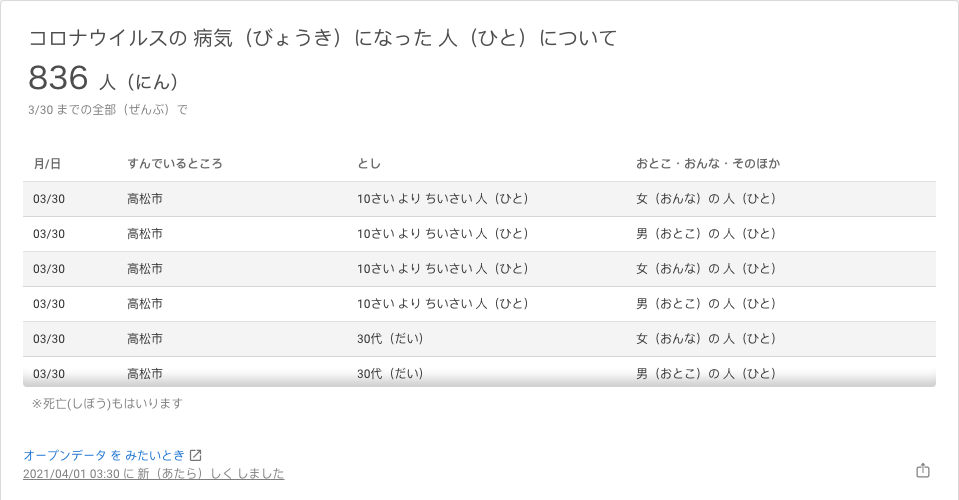 コロナウイルスの 病気（びょうき）になった 人（ひと）について
836 人（にん）
3/30 までの全部（ぜんぶ）で
月/日 すんでいるところ とし おとこ・おんな・そのほか
03/30 高松市 10さい より ちいさい 人（ひと） 女（おんな）の 人（ひと）
03/30 高松市 10さい より ちいさい 人（ひと） 男（おとこ）の 人（ひと）
03/30 高松市 10さい より ちいさい 人（ひと） 女（おんな）の 人（ひと）
03/30 高松市 10さい より ちいさい 人（ひと） 男（おとこ）の 人（ひと）
03/30 高松市 30代（だい） 女（おんな）の 人（ひと）
03/30 高松市 30代（だい） 男（おとこ）の 人（ひと）
※死亡(しぼう)もはいります
オープンデータ を みたいとき
2021/04/01 03:30 に 新（あたら）しく しました